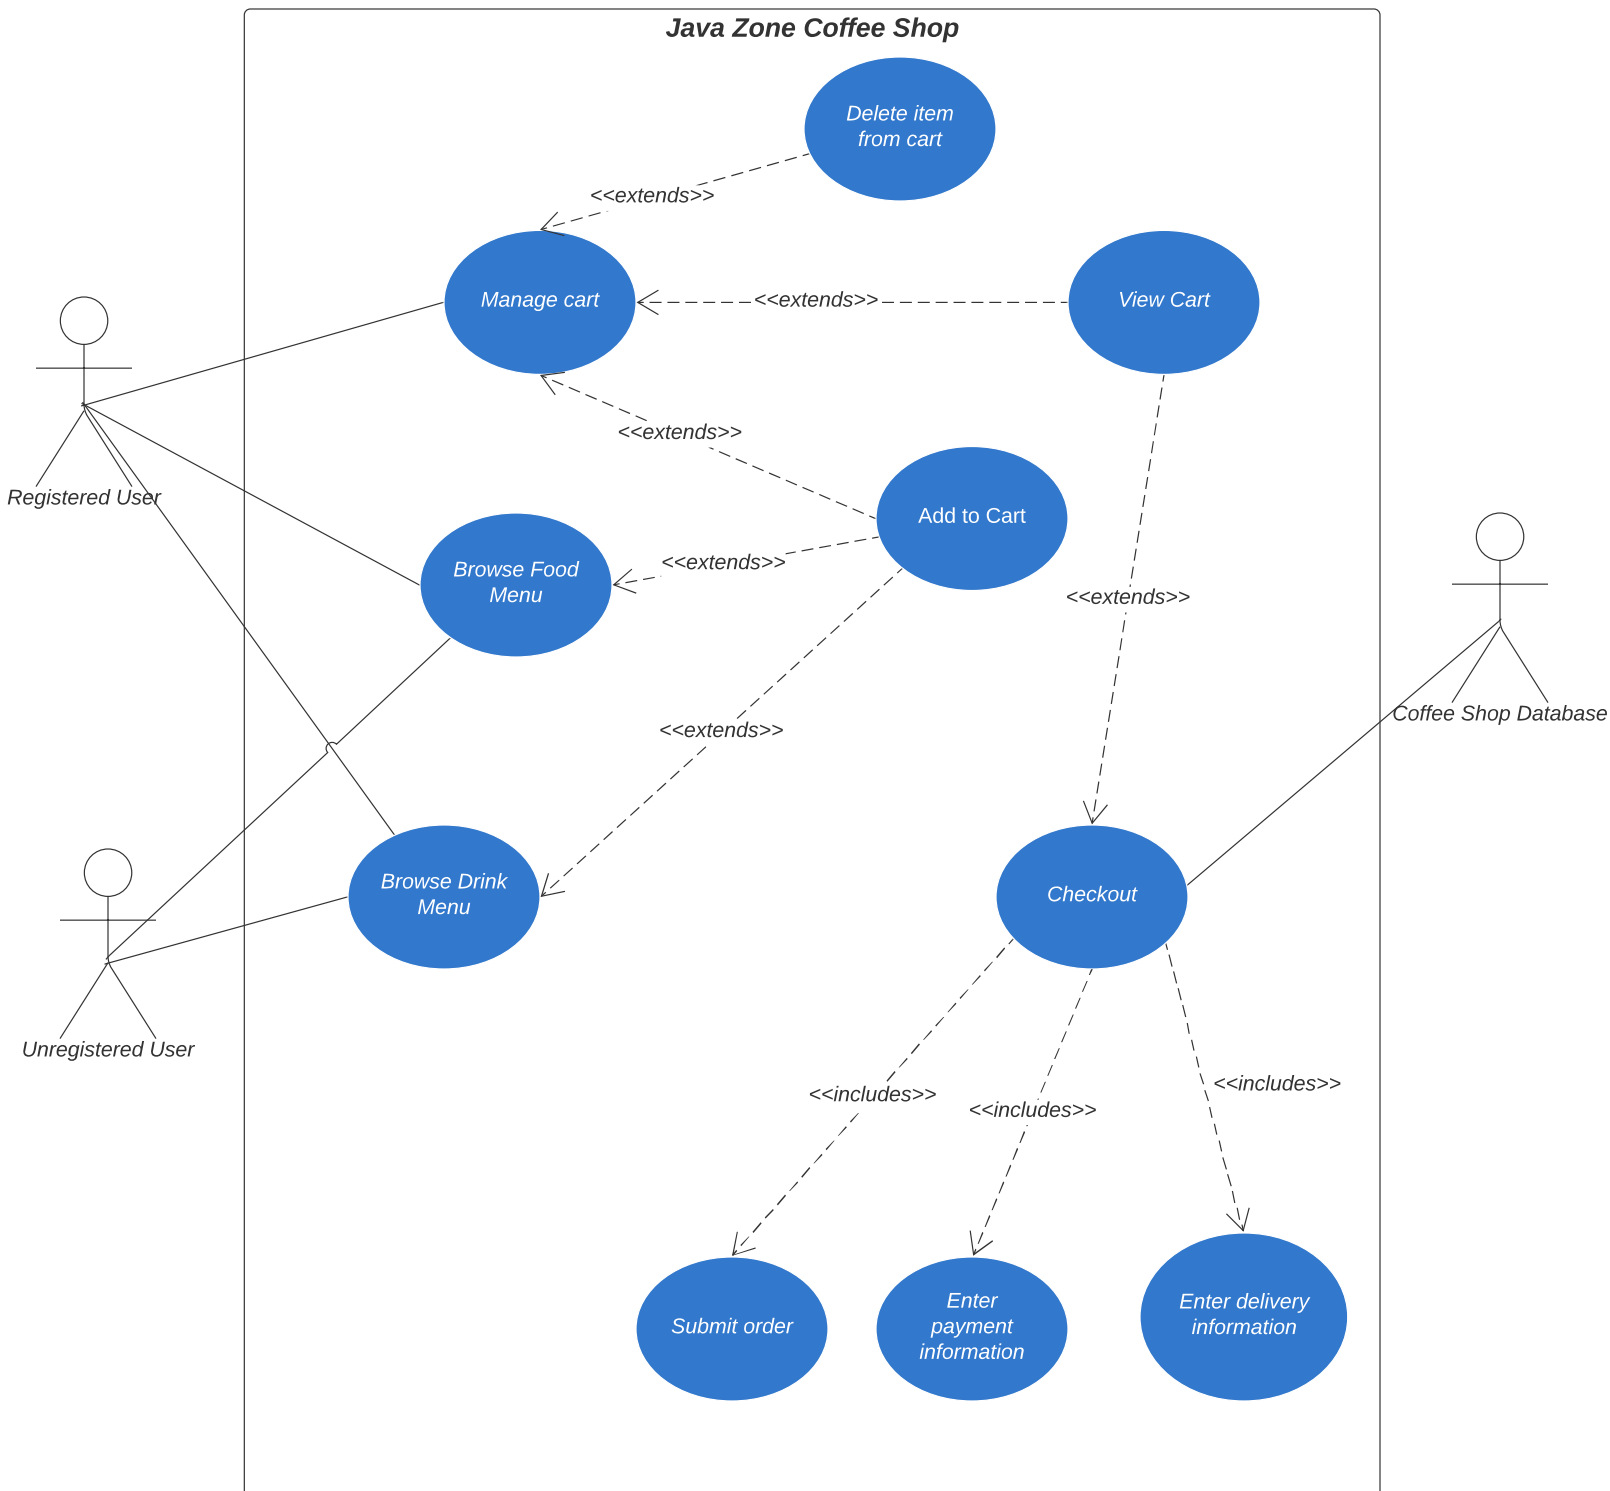 Java Zone Coffee Shop
Delete item
from cart
<<extends>>
Manage cart
<<extends>>
View Cart
<<extends>>
Registered User
Add to Cart
Browse Food
Menu
<<extends>>
<<extends>>
<<extends>>
Coffee Shop Database
Browse Drink
Menu
Checkout
Unregistered User
<<includes>>
<<includes>>
<<includes>>
Submit order
Enter
payment
information
Enter delivery
information